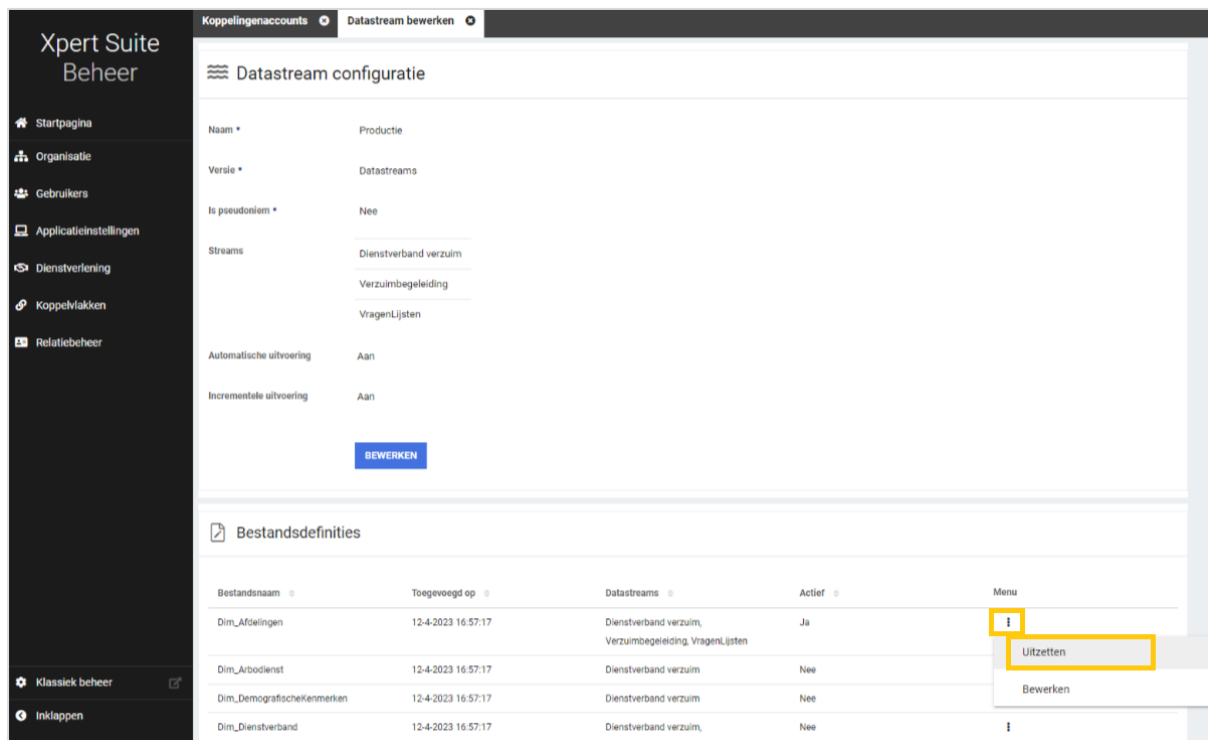 Koppelingenaccounts
Datastream bewerken
Xpert Suite
Beheer
Startpagina
Organisatie
Gebruikers
Applicatieinstellingen
Dienstverlening
Koppelvlakken
Relatiebeheer
Klassiek beheer
Inklappen
Datastream configuratie
Naam * Productie
Versie * Datastreams
Is pseudoniem * Nee
Streams Dienstverband verzuim
Verzuimbegeleiding
VragenLijsten
Automatische uitvoering Aan
Incrementele uitvoering Aan
BEWERKEN
Bestandsdefinities
Bestandsnaam Toegevoegd op Datastreams Actief Menu
Dim_Afdelingen 12-4-2023 16:57:17 Dienstverband verzuim, Ja
Verzuimbegeleiding, VragenLijsten
Uitzetten
Dim_Arbodienst 12-4-2023 16:57:17 Dienstverband verzuim Nee
Bewerken
Dim_DemografischeKenmerken 12-4-2023 16:57:17 Dienstverband verzuim Nee
Dim_Dienstverband 12-4-2023 16:57:17 Dienstverband verzuim, Nee